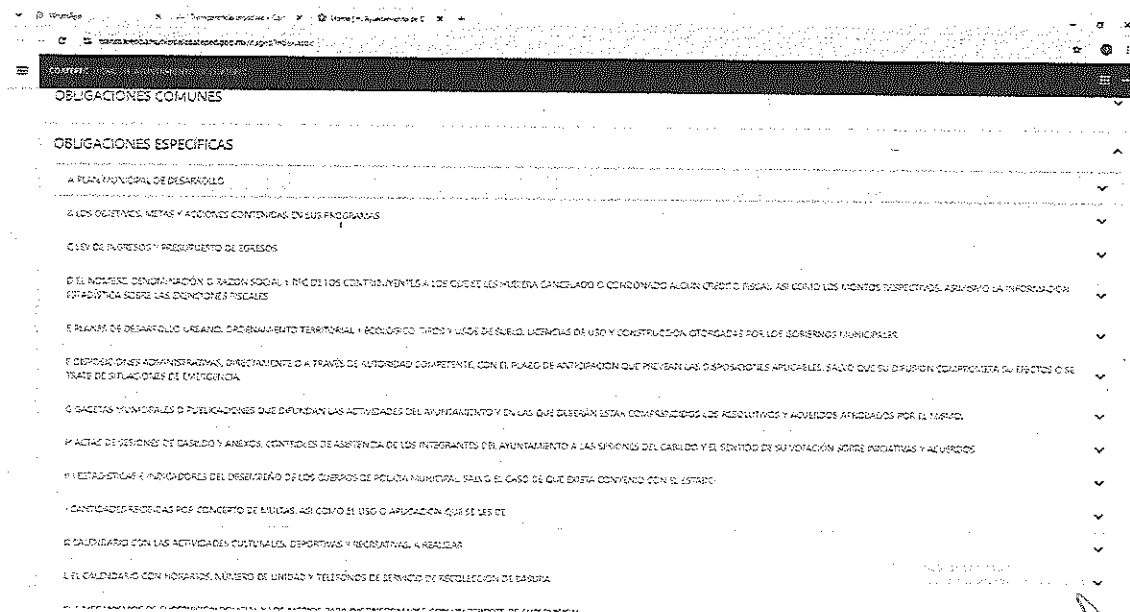 WhatsApp
COATEPEC
OBLIGACIONES COMUNES
OBLIGACIONES ESPECÍFICAS
A PLAN MUNICIPAL DE DESARROLLO
B LOS OBJETIVOS, METAS Y ACCIONES CONTENIDAS EN SUS PROGRAMAS
C LEY DE INGRESOS Y PRESUPUESTO DE EGRESOS
D EL NÚMERO, DENOMINACIÓN O RAZÓN SOCIAL Y RFC DE LOS CONTRIBUYENTES A LOS QUE SE LES HUBIERA CANCELADO O CONDONADO ALGÚN CRÉDITO FISCAL, ASÍ COMO LOS MONTOS RESPECTIVOS. ASIMISMO LA INFORMACIÓN
ESTADÍSTICA SOBRE LAS EXENCIONES FISCALES
E PLANES DE DESARROLLO URBANO, ORDENAMIENTO TERRITORIAL Y ECOLÓGICO, TIPOS Y USOS DE SUELO, LICENCIAS DE USO Y CONSTRUCCIÓN OTORGADAS POR LOS GOBIERNOS MUNICIPALES
F DISPOSICIONES ADMINISTRATIVAS, DIRECTAMENTE O A TRAVÉS DE AUTORIDAD COMPETENTE, CON EL PLAZO DE ANTICIPACIÓN QUE PREVEAN LAS DISPOSICIONES APLICABLES, SALVO QUE SU DIFUSIÓN COMPROMETA SU EFECTOS O SE
TRATE DE SITUACIONES DE EMERGENCIA.
G GACETAS MUNICIPALES O PUBLICACIONES QUE DIFUNDAN LAS ACTIVIDADES DEL AYUNTAMIENTO Y EN LAS QUE DEBERÁN ESTAR COMPRENDIDOS LOS RESOLUTIVOS Y ACUERDOS APROBADOS POR EL MISMO.
H ACTAS DE SESIONES DE CABILDO Y ANEXOS, CONTROLES DE ASISTENCIA DE LOS INTEGRANTES DEL AYUNTAMIENTO A LAS SESIONES DEL CABILDO Y EL SENTIDO DE SU VOTACIÓN SOBRE INICIATIVAS Y ACUERDOS
ESTADÍSTICAS E INDICADORES DEL DESEMPEÑO DE LOS CUERPOS DE POLICÍA MUNICIPAL, SALVO EL CASO DE QUE EXISTA CONVENIO CON EL ESTADO
CANTIDADES RECIBIDAS POR CONCEPTO DE MULTAS, ASÍ COMO EL USO O APLICACIÓN QUE SE LES DE
K CALENDARIO CON LAS ACTIVIDADES CULTURALES, DEPORTIVAS Y RECREATIVAS, A REALIZAR
L EL CALENDARIO CON HORARIOS, NÚMERO DE UNIDAD Y TELÉFONOS DE SERVICIO DE RECOLECCIÓN DE BASURA